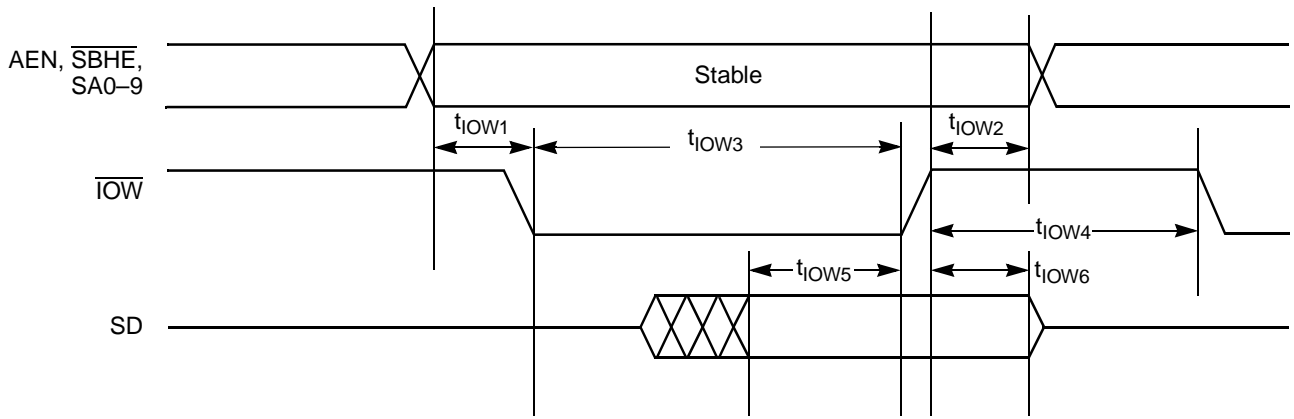 AEN, SBHE,
SA0–9
Stable
tIOW1
tIOW3
tIOW2
IOW
tIOW4
tIOW5
tIOW6
SD